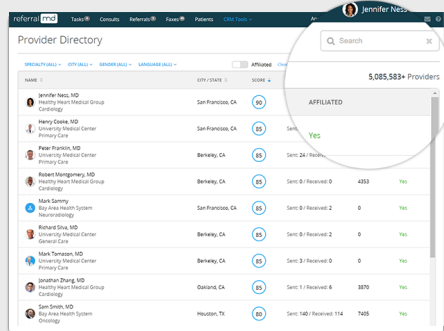 referral MD Tasks Consults Referrals Faxes Patients CRM Tools Jennifer Ness,
Provider Directory
Search
5,085,583+ Providers
SPECIALTY (ALL) CITY (ALL) GENDER (ALL) LANGUAGE (ALL) Affiliated
NAME CITY / STATE SCORE AFFILIATED
Jennifer Ness, MD
Healthy Heart Medical Group San Francisco, CA 90 Yes
Cardiology
Henry Cooke, MD
University Medical Center San Francisco, CA 85
Primary Care
Peter Franklin, MD
University Medical Center Berkeley, CA 85 Sent: 24 /
Primary Care
Robert Montgomery, MD
Healthy Heart Medical Group Berkeley, CA 85 Sent: 0 / Received: 0 4353 Yes
Cardiology
Mark Sammy
Bay Area Health System San Francisco, CA 85 Sent: 0 / Received: 2 0 Yes
Neuroradiology
Richard Silva, MD
University Medical Center Berkeley, CA 85 Sent: 0 / Received: 2 0 Yes
General Care
Mark Tomason, MD
University Medical Center Berkeley, CA 85 Sent: 3 / Received: 0 0 Yes
Primary Care
Jonathan Zhang, MD
Healthy Heart Medical Group Oakland, CA 85 Sent: 1 / Received: 6 3870 Yes
Cardiology
Sam Smith, MD
Bay Area Health System Houston, TX 80 Sent: 140 / Received: 114 7405 Yes
Oncology